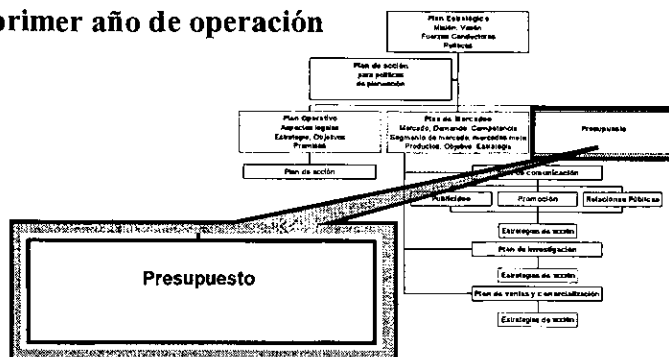 primer año de operación
Plan Estratégico
Misión, Visión
Fuerzas Conductoras
Políticas
Plan de acción
para políticas
de planeación
Plan Operativo
Aspectos legales
Estrategia, Objetivos
Premisas
Plan de acción
Plan de Mercadeo
Mercado, Demanda, Competencia
Segmento de mercado, mercados meta
Productos, Objetivo, Estrategia
Presupuesto
de comunicación
Publicidad
Promoción
Relaciones Públicas
Estrategias de acción
Plan de investigación
Estrategias de acción
Plan de ventas y comercialización
Estrategias de acción
Presupuesto